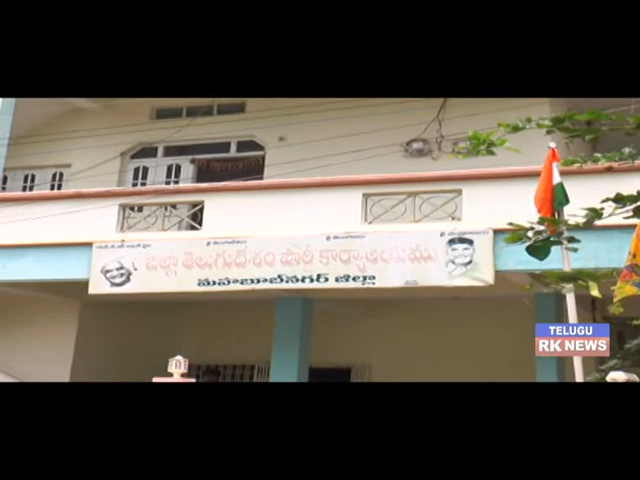 జై తెలంగాణ
జై తెలంగాణ
జిల్లా తెలుగుదేశం పార్టీ కార్యాలయము
మహబూబ్‌నగర్ జిల్లా
TELUGU
RK NEWS